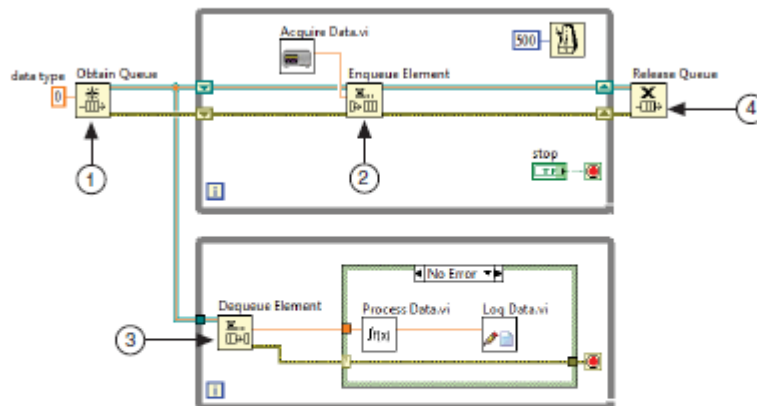 Acquire Data.vi
500
data type
Obtain Queue
Enqueue Element
Release Queue
0
1
2
4
stop
TF
i
No Error
Dequeue Element
Process Data.vi
Log Data.vi
∫f(x)
3
i